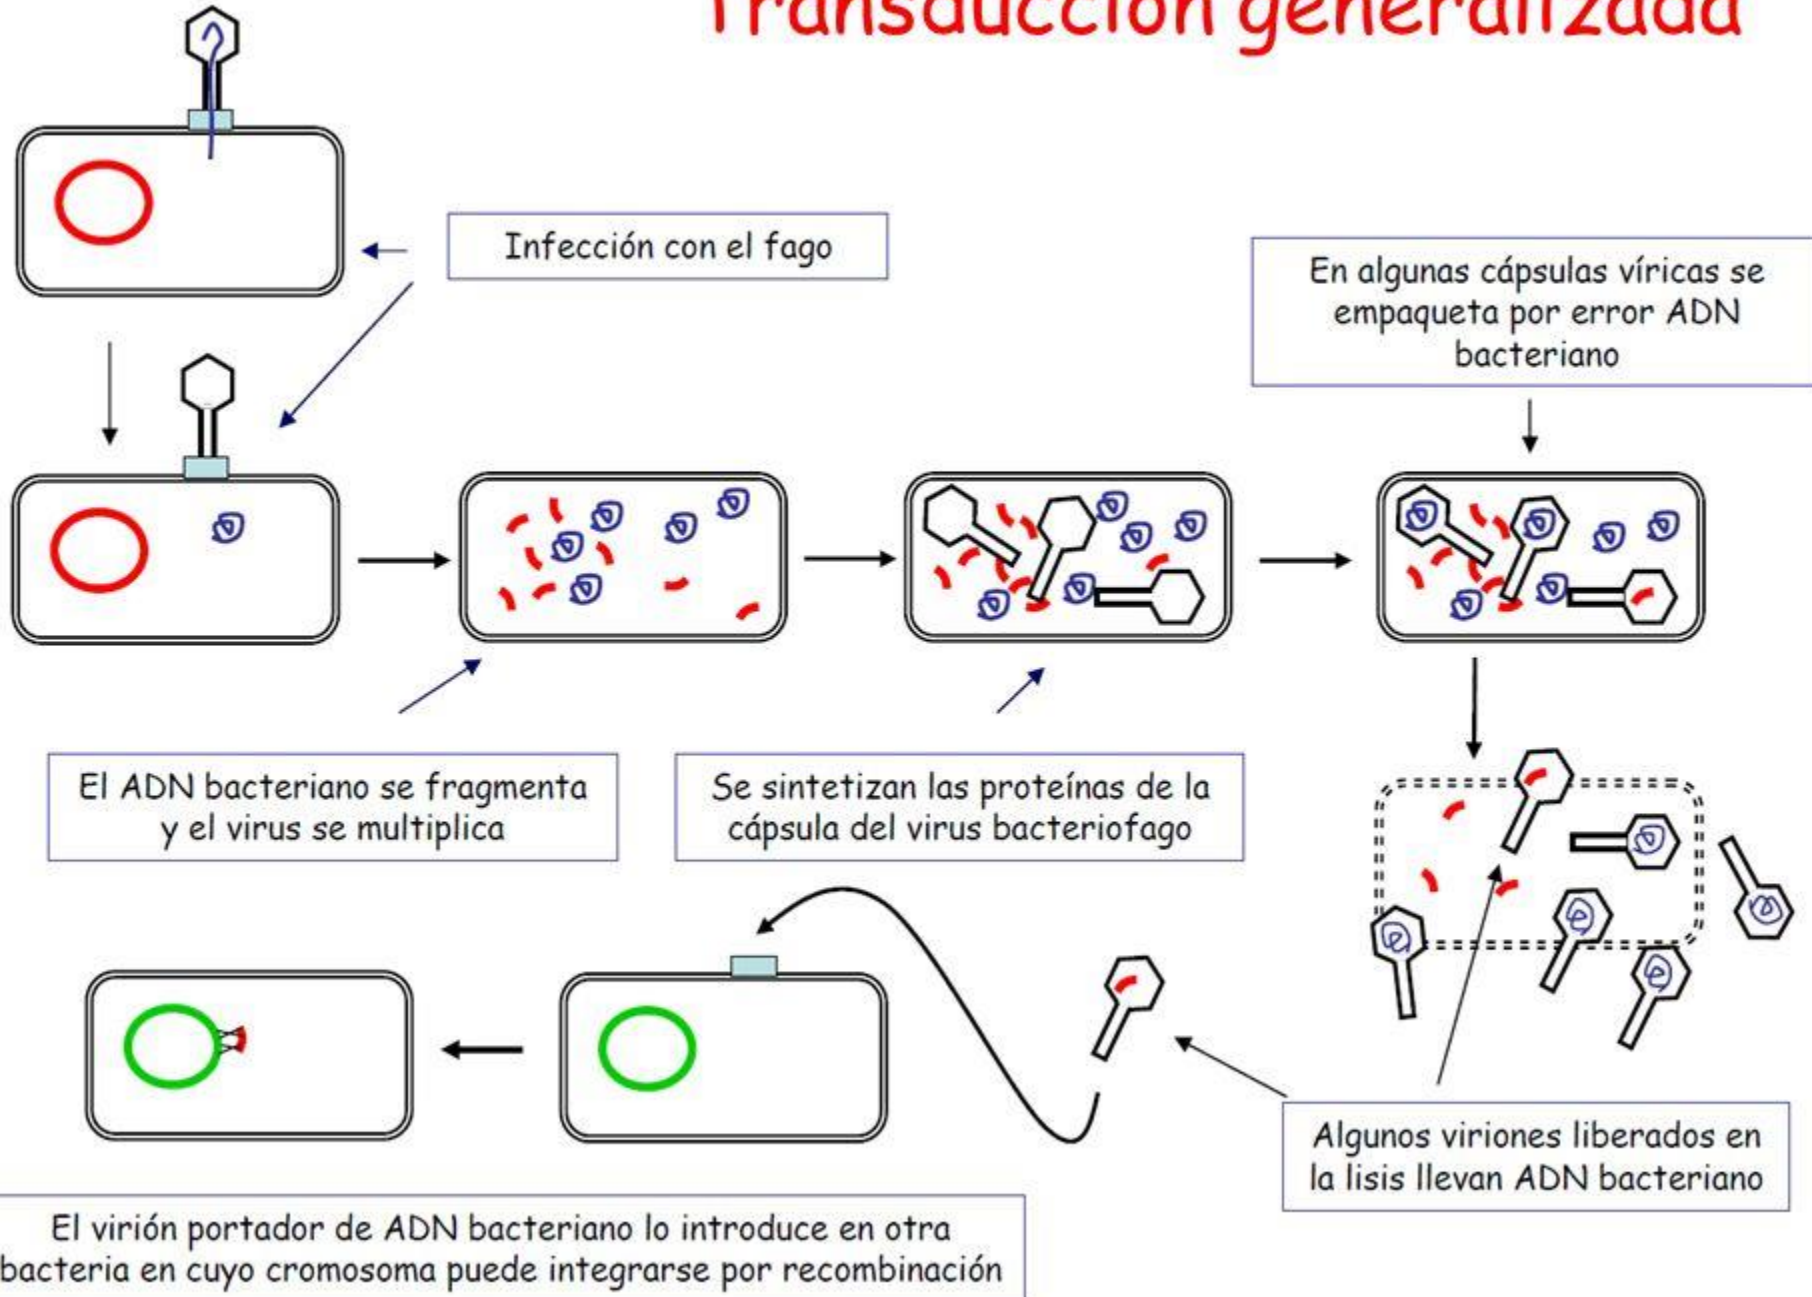 Transducción generalizada
Infección con el fago
En algunas cápsulas víricas se
empaqueta por error ADN
bacteriano
El ADN bacteriano se fragmenta
y el virus se multiplica
Se sintetizan las proteínas de la
cápsula del virus bacteriofago
Algunos viriones liberados en
la lisis llevan ADN bacteriano
El virión portador de ADN bacteriano lo introduce en otra
bacteria en cuyo cromosoma puede integrarse por recombinación